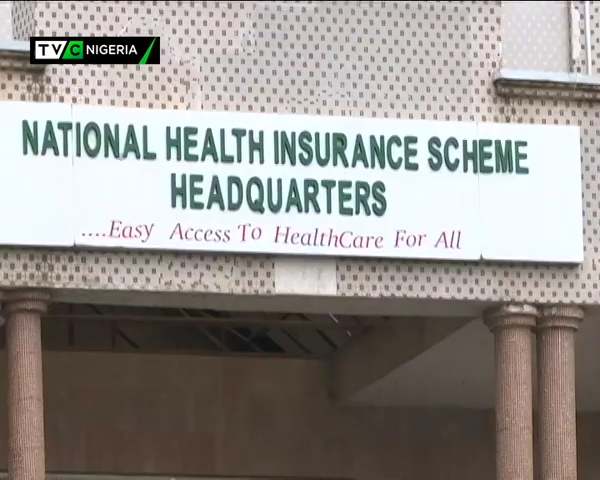 TVC NIGERIA
NATIONAL HEALTH INSURANCE SCHEME
HEADQUARTERS
....Easy Access To HealthCare For All